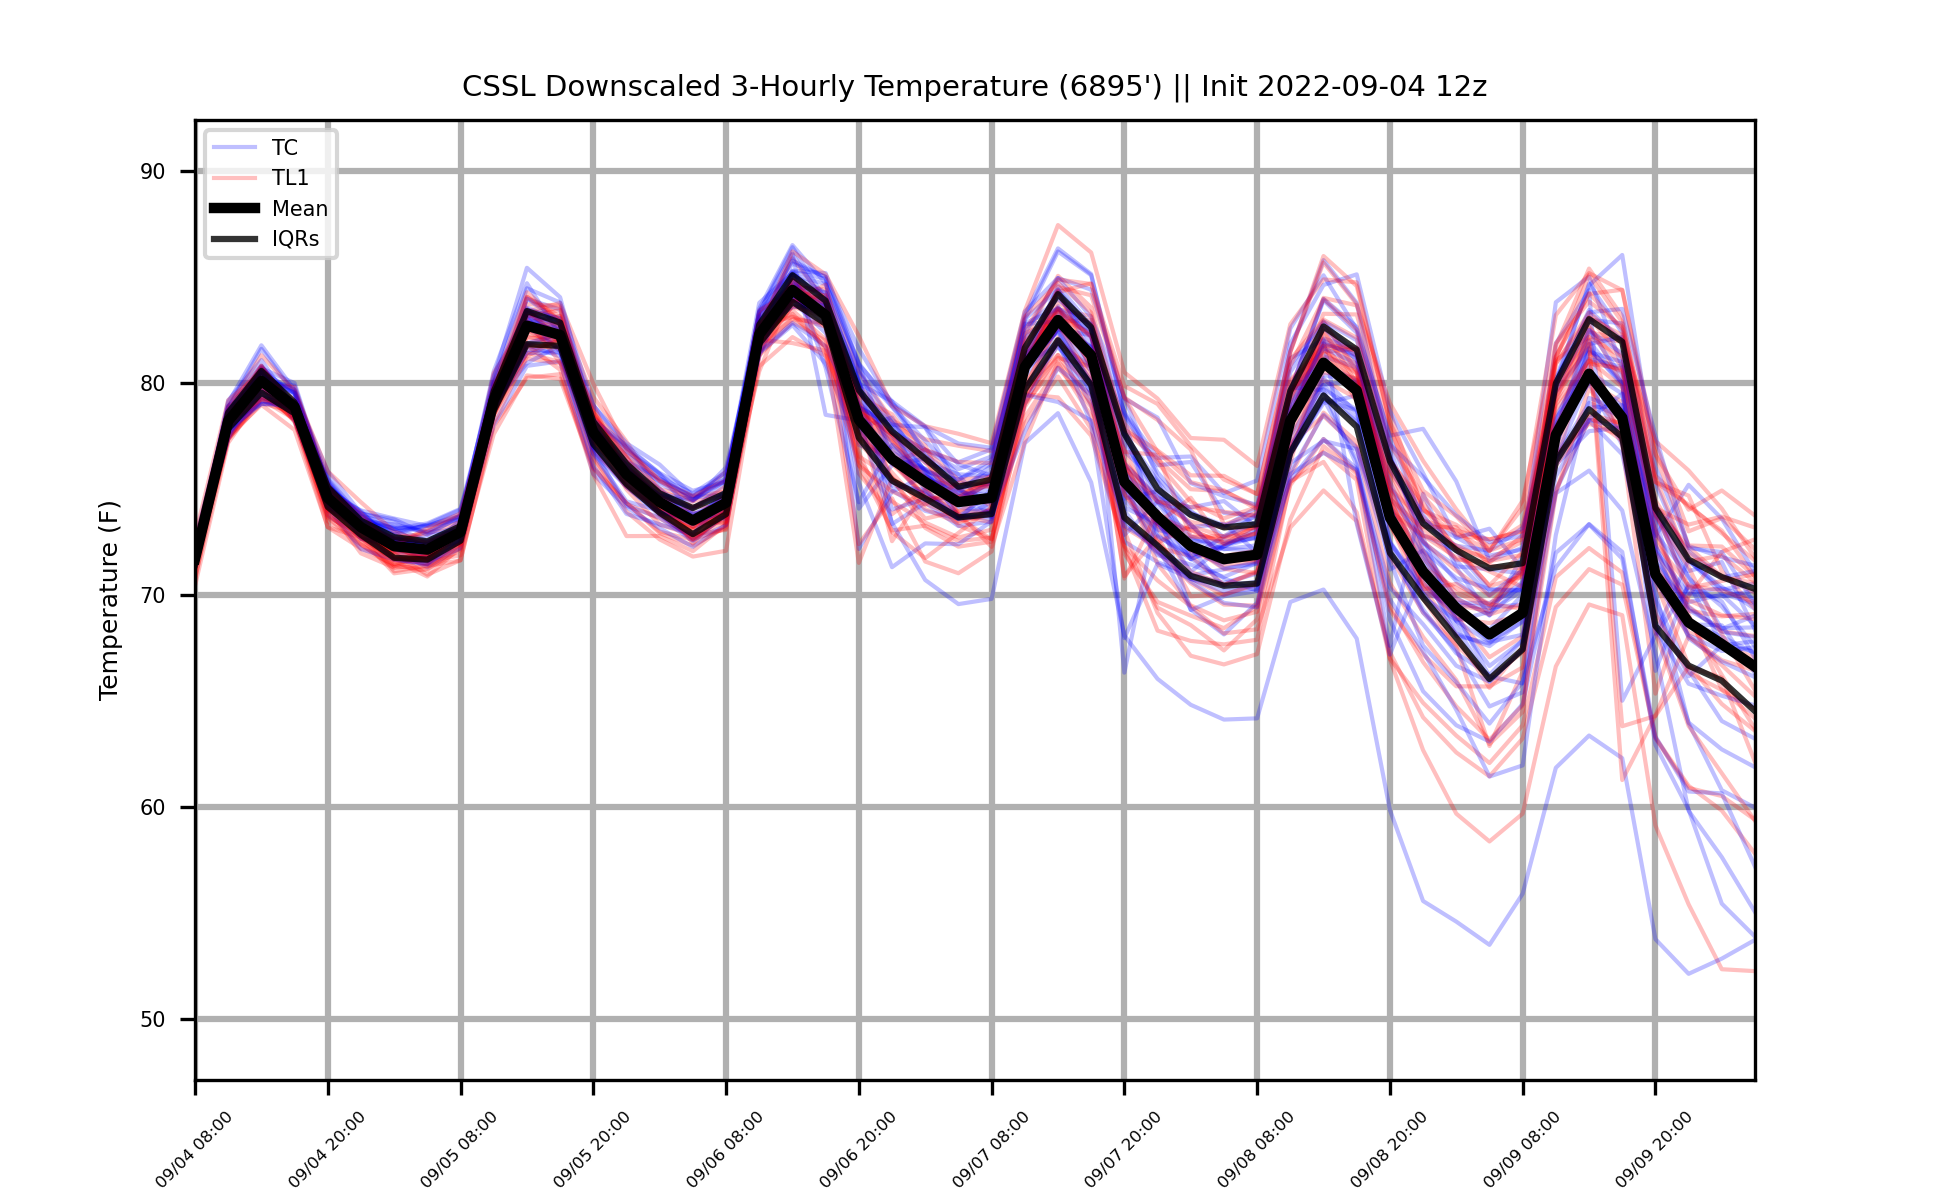 CSSL Downscaled 3-Hourly Temperature (6895') || Init 2022-09-04 12z
TC
TL1
Mean
IQRs
Temperature (F)
90
80
70
60
50
09/04 08:00
09/04 20:00
09/05 08:00
09/05 20:00
09/06 08:00
09/06 20:00
09/07 08:00
09/07 20:00
09/08 08:00
09/08 20:00
09/09 08:00
09/09 20:00